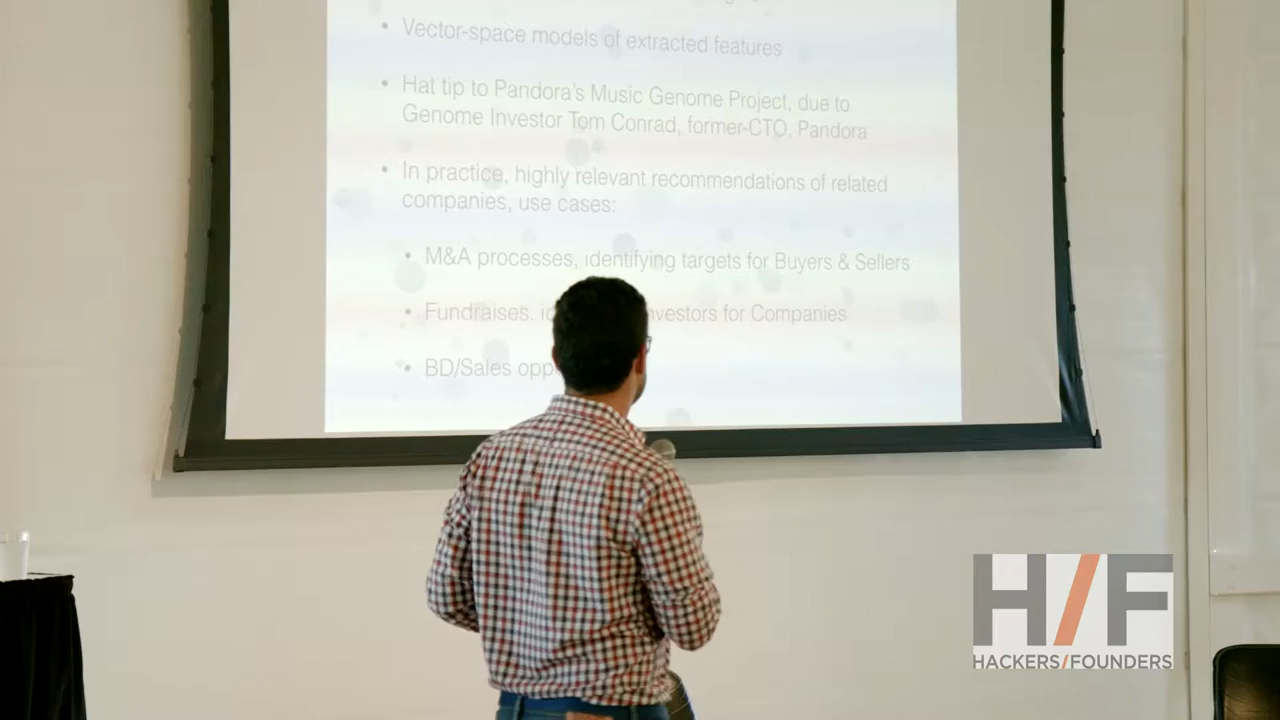 Vector-space models of extracted features
Hat tip to Pandora's Music Genome Project, due to
Genome Investor Tom Conrad, former-CTO, Pandora
In practice, highly relevant recommendations of related
companies, use cases:
M&A processes, identifying targets for Buyers & Sellers
Fundraises, investors for Companies
BD/Sales
H/F
HACKERS/FOUNDERS